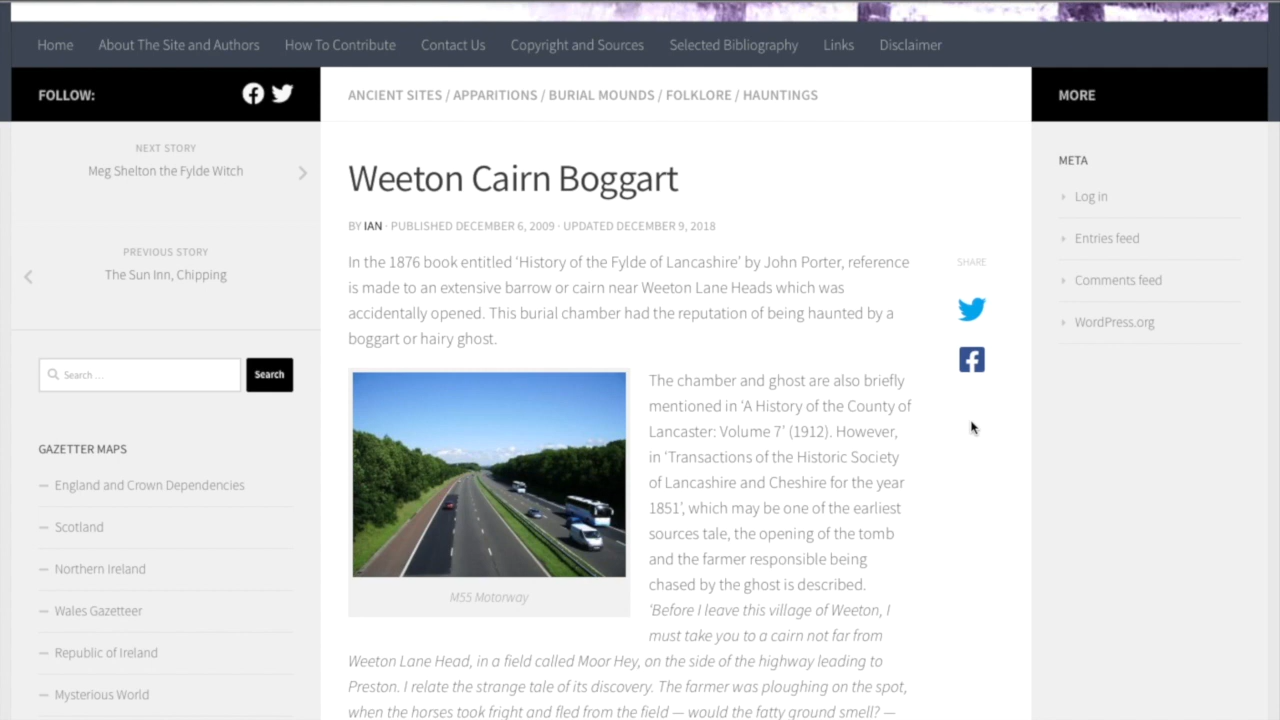 Home About The Site and Authors How To Contribute Contact Us Copyright and Sources Selected Bibliography Links Disclaimer
FOLLOW:
NEXT STORY
Meg Shelton the Fylde Witch
PREVIOUS STORY
The Sun Inn, Chipping
Search …
Search
GAZETTER MAPS
England and Crown Dependencies
Scotland
Northern Ireland
Wales Gazetteer
Republic of Ireland
Mysterious World
ANCIENT SITES / APPARITIONS / BURIAL MOUNDS / FOLKLORE / HAUNTINGS
Weeton Cairn Boggart
BY IAN · PUBLISHED DECEMBER 6, 2009 · UPDATED DECEMBER 9, 2018
In the 1876 book entitled ‘History of the Fylde of Lancashire’ by John Porter, reference
is made to an extensive barrow or cairn near Weeton Lane Heads which was
accidentally opened. This burial chamber had the reputation of being haunted by a
boggart or hairy ghost.
M55 Motorway
The chamber and ghost are also briefly
mentioned in ‘A History of the County of
Lancaster: Volume 7’ (1912). However,
in ‘Transactions of the Historic Society
of Lancashire and Cheshire for the year
1851’, which may be one of the earliest
sources tale, the opening of the tomb
and the farmer responsible being
chased by the ghost is described.
‘Before I leave this village of Weeton, I
must take you to a cairn not far from
Weeton Lane Head, in a field called Moor Hey, on the side of the highway leading to
Preston. I relate the strange tale of its discovery. The farmer was ploughing on the spot,
when the horses took fright and fled from the field — would the fatty ground smell? —
SHARE
MORE
META
Log in
Entries feed
Comments feed
WordPress.org